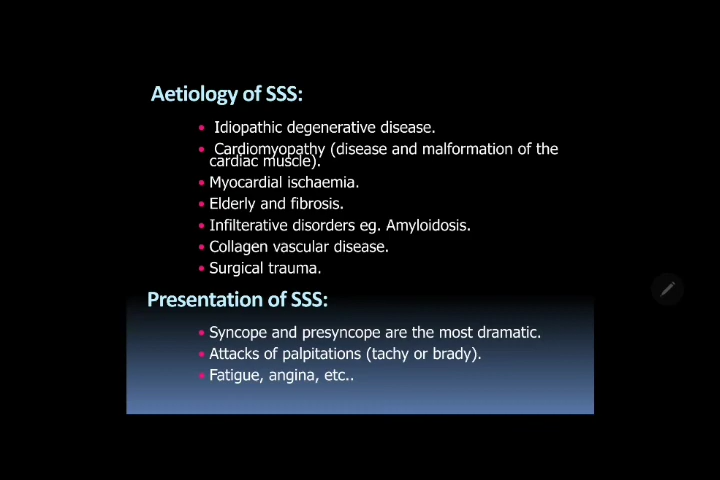 Aetiology of SSS:
Idiopathic degenerative disease.
Cardiomyopathy (disease and malformation of the
cardiac muscle).
Myocardial ischaemia.
Elderly and fibrosis.
Infilterative disorders eg. Amyloidosis.
Collagen vascular disease.
Surgical trauma.
Presentation of SSS:
Syncope and presyncope are the most dramatic.
Attacks of palpitations (tachy or brady).
Fatigue, angina, etc..